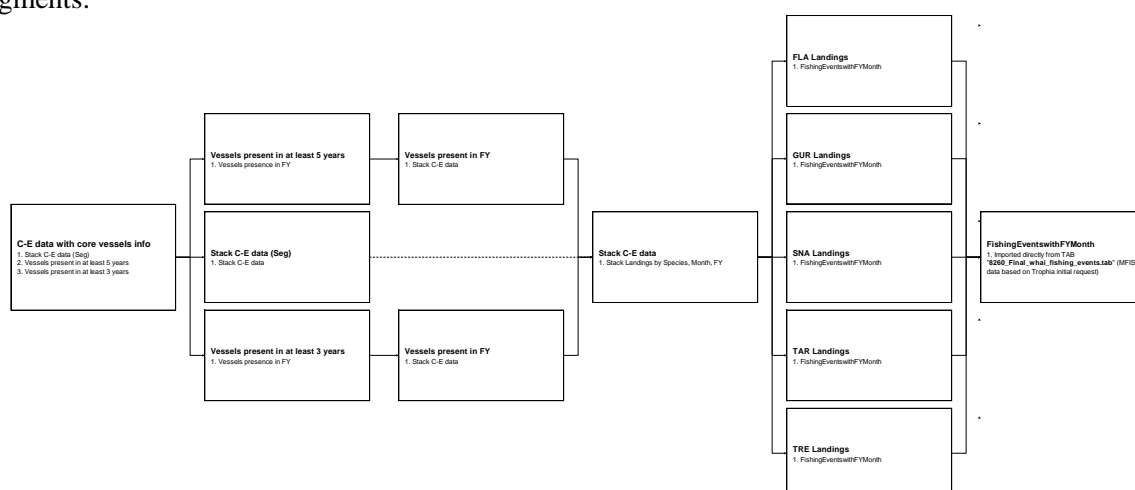 gments.
C-E data with core vessels info
1. Stack C-E data (Seg)
2. Vessels present in at least 5 years
3. Vessels present in at least 3 years
Vessels present in at least 5 years
1. Vessels presence in FY
Stack C-E data (Seg)
1. Stack C-E data
Vessels present in at least 3 years
1. Vessels presence in FY
Vessels present in FY
1. Stack C-E data
Vessels present in FY
1. Stack C-E data
Stack C-E data
1. Stack Landings by Species, Month, FY
FLA Landings
1. FishingEventswithFYMonth
GUR Landings
1. FishingEventswithFYMonth
SNA Landings
1. FishingEventswithFYMonth
TAR Landings
1. FishingEventswithFYMonth
TRE Landings
1. FishingEventswithFYMonth
FishingEventswithFYMonth
1. Imported directly from TAB
"8260_Final_whai_fishing_events.tab" (MFIS
data based on Trophia initial request)